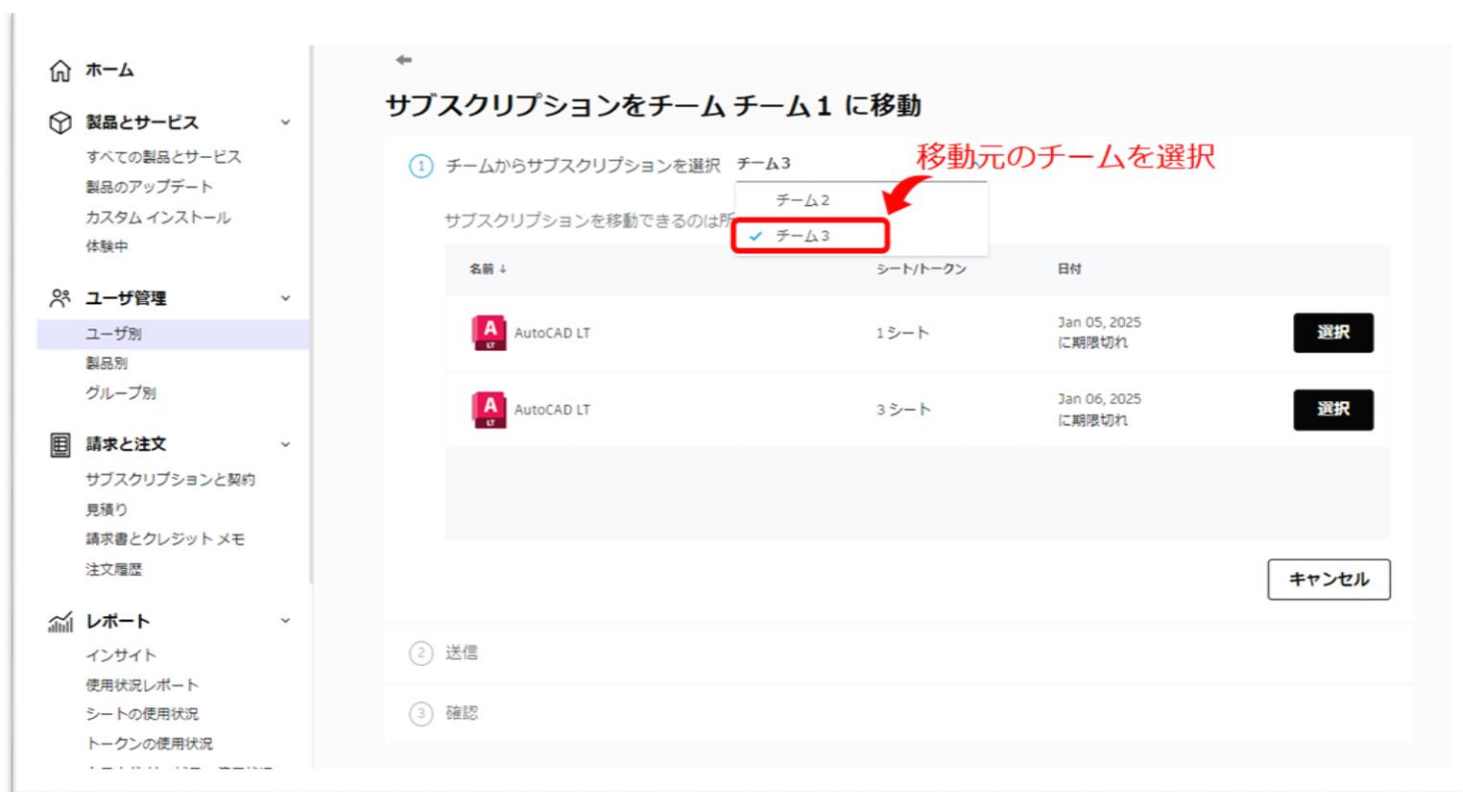 ホーム
製品とサービス
すべての製品とサービス
製品のアップデート
カスタム インストール
体験中
ユーザ管理
ユーザ別
製品別
グループ別
請求と注文
サブスクリプションと契約
見積り
請求書とクレジット メモ
注文履歴
レポート
インサイト
使用状況レポート
シートの使用状況
トークンの使用状況
サブスクリプションをチーム チーム1 に移動
1 チームからサブスクリプションを選択 チーム3
移動元のチームを選択
チーム2
チーム3
サブスクリプションを移動できるのは所
名前 ↓ シート/トークン 日付
A LT AutoCAD LT 1 シート Jan 05, 2025 選択
に期限切れ
A LT AutoCAD LT 3 シート Jan 06, 2025 選択
に期限切れ
キャンセル
2 送信
3 確認